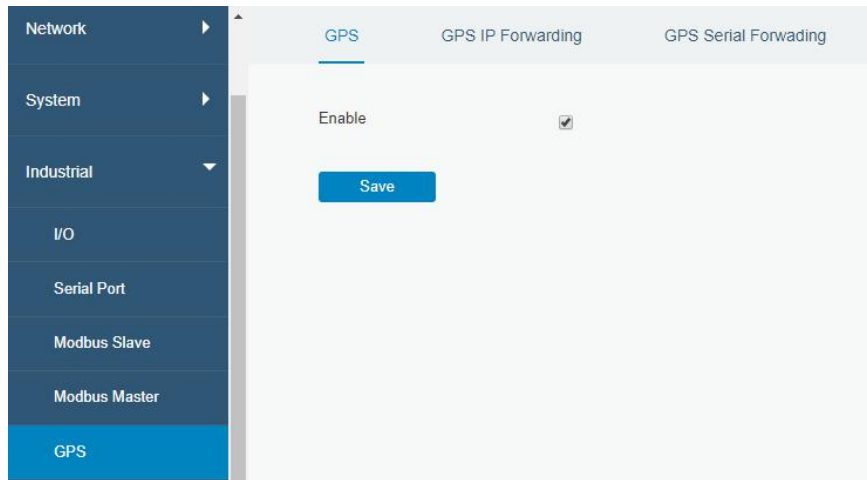 Network
System
Industrial
I/O
Serial Port
Modbus Slave
Modbus Master
GPS
GPS GPS IP Forwarding GPS Serial Forwading
Enable
Save